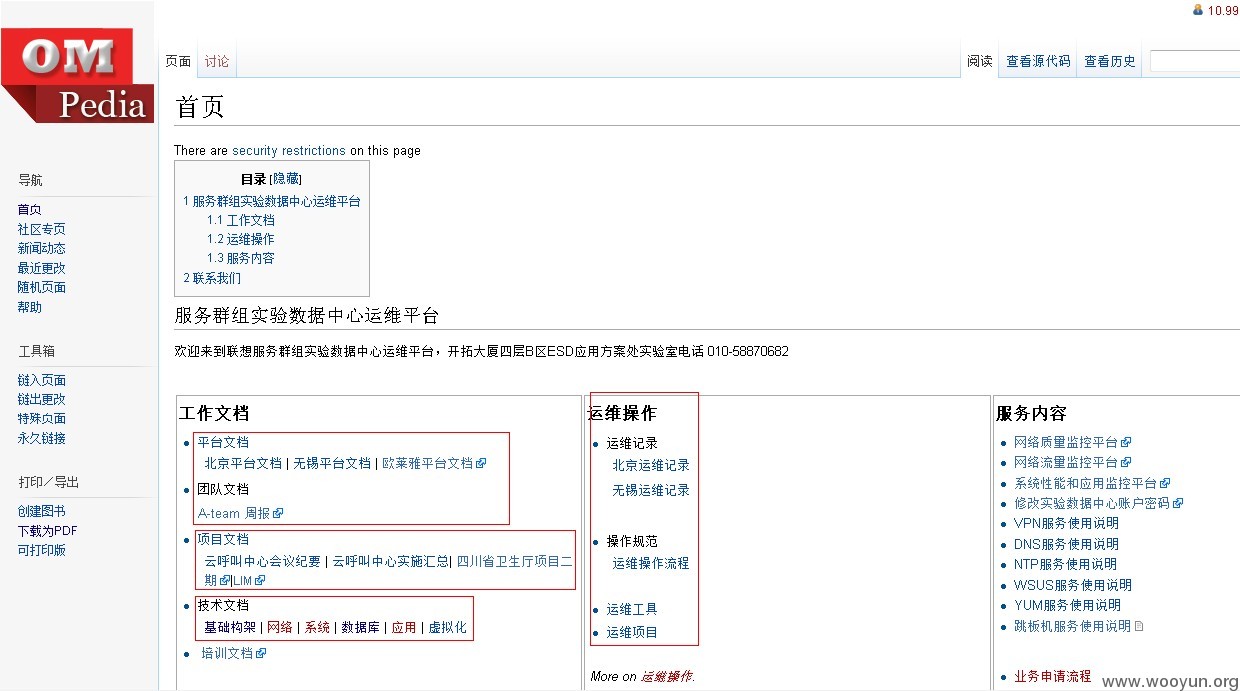 10.99
OM
Pedia
页面 讨论 阅读 查看源代码 查看历史
首页
There are security restrictions on this page
目录 [隐藏]
1 服务群组实验数据中心运维平台
1.1 工作文档
1.2 运维操作
1.3 服务内容
2 联系我们
导航
首页
社区专页
新闻动态
最近更改
随机页面
帮助
工具箱
链入页面
链出更改
特殊页面
永久链接
打印／导出
创建图书
下载为PDF
可打印版
服务群组实验数据中心运维平台
欢迎来到联想服务群组实验数据中心运维平台，开拓大厦四层B区ESD应用方案处实验室电话 010-58870682
工作文档
平台文档
北京平台文档 | 无锡平台文档 | 欧莱雅平台文档
团队文档
A-team 周报
项目文档
云呼叫中心会议纪要 | 云呼叫中心实施汇总| 四川省卫生厅项目二
期|LIM
技术文档
基础构架 | 网络 | 系统 | 数据库 | 应用 | 虚拟化
培训文档
运维操作
运维记录
北京运维记录
无锡运维记录
操作规范
运维操作流程
运维工具
运维项目
More on 运维操作.
服务内容
网络质量监控平台
网络流量监控平台
系统性能和应用监控平台
修改实验数据中心账户密码
VPN服务使用说明
DNS服务使用说明
NTP服务使用说明
WSUS服务使用说明
YUM服务使用说明
跳板机服务使用说明
业务申请流程
www.wooyun.org